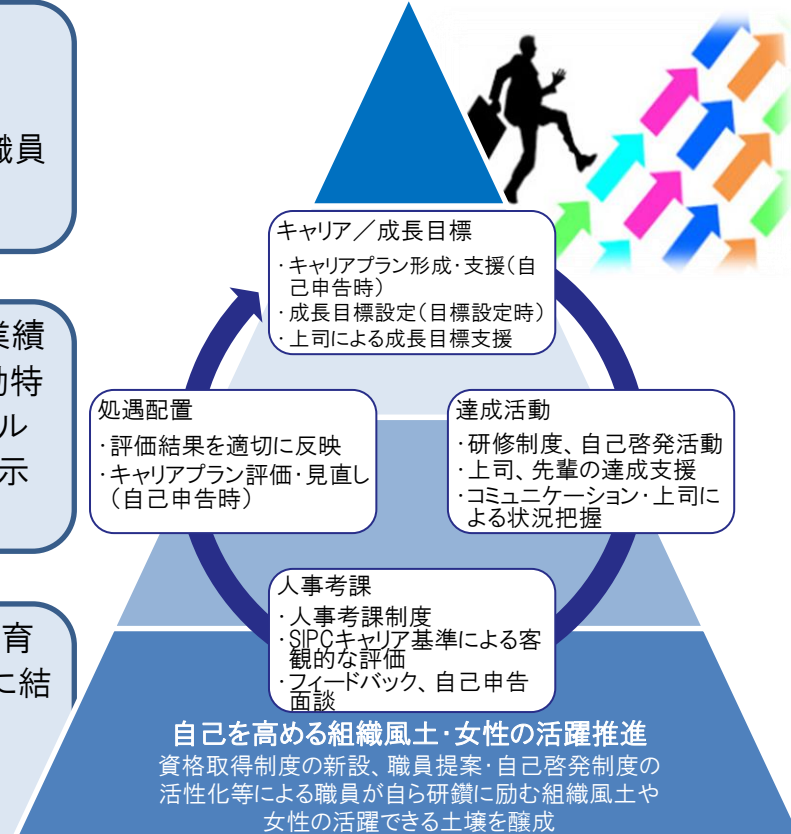 職員
業績
動特
ル
示
育
に結
キャリア／成長目標
・キャリアプラン形成・支援（自
己申告時）
・成長目標設定（目標設定時）
・上司による成長目標支援
処遇配置
・評価結果を適切に反映
・キャリアプラン評価・見直し
（自己申告時）
達成活動
・研修制度、自己啓発活動
・上司、先輩の達成支援
・コミュニケーション・上司に
よる状況把握
人事考課
・人事考課制度
・SIPCキャリア基準による客
観的な評価
・フィードバック、自己申告
面談
自己を高める組織風土・女性の活躍推進
資格取得制度の新設、職員提案・自己啓発制度の
活性化等による職員が自ら研鑽に励む組織風土や
女性の活躍できる土壌を醸成